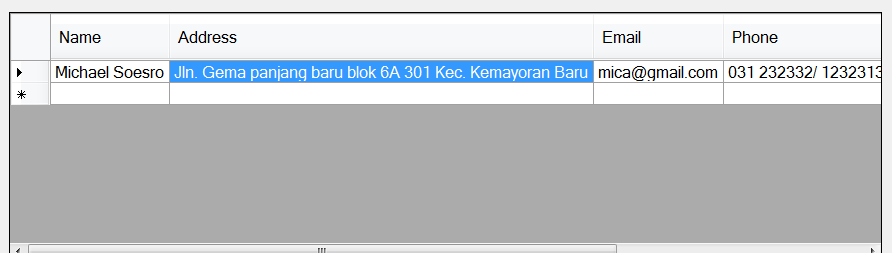 Name Address Email Phone
Michael Soesro Jln. Gema panjang baru blok 6A 301 Kec. Kemayoran Baru mica@gmail.com 031 232332/ 1232313